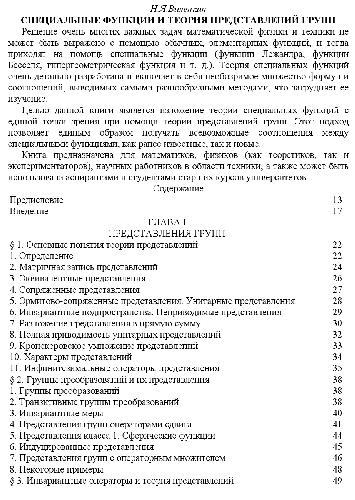 Н.Я.Виленкин
СПЕЦИАЛЬНЫЕ ФУНКЦИИ И ТЕОРИЯ ПРЕДСТАВЛЕНИЙ ГРУПП
Решение очень многих важных задач математической физики и техники не
может быть выражено с помощью обычных, элементарных функций, и тогда
приходят на помощь специальные функции (функции Лежандра, функции
Бесселя, гипергеометрическая функция и т. д.). Теория специальных функций
очень детально разработана и включает в себя необозримое множество формул и
соотношений, выводимых самыми разнообразными методами, что затрудняет ее
изучение.
Целью данной книги является изложение теории специальных функций с
единой точки зрения при помощи теории представлений групп. Этот подход
позволяет единым образом получать всевозможные соотношения между
специальными функциями, как ранее известные, так и новые.
Книга предназначена для математиков, физиков (как теоретиков, так и
экспериментаторов), научных работников в области техники, а также может быть
использована аспирантами и студентами старших курсов университетов.
Содержание
Предисловие 13
Введение 17
ГЛАВА I
ПРЕДСТАВЛЕНИЯ ГРУПП
§ 1. Основные понятия теории представлений 22
1. Определение 22
2. Матричная запись представлений 24
3. Эквивалентные представления 26
4. Сопряженные представления 27
5. Эрмитово-сопряженные представления. Унитарные представления 28
6. Инвариантные подпространства. Неприводимые представления 29
7. Разложение представления в прямую сумму 30
8. Полная приводимость унитарных представлений 32
9. Кронекеровское умножение представлений 33
10. Характеры представлений 34
11. Инфинитезимальные операторы представления 35
§ 2. Группы преобразований и их представления 38
1. Группы преобразований 38
2. Транзитивные группы преобразований 38
3. Инвариантные меры 40
4. Представления групп операторами сдвига 41
5. Представления класса 1. Сферические функции 44
6. Индуцированные представления 45
7. Представления групп с операторным множителем 46
8. Некоторые примеры 48
§ 3. Инвариантные операторы и теория представлений 49